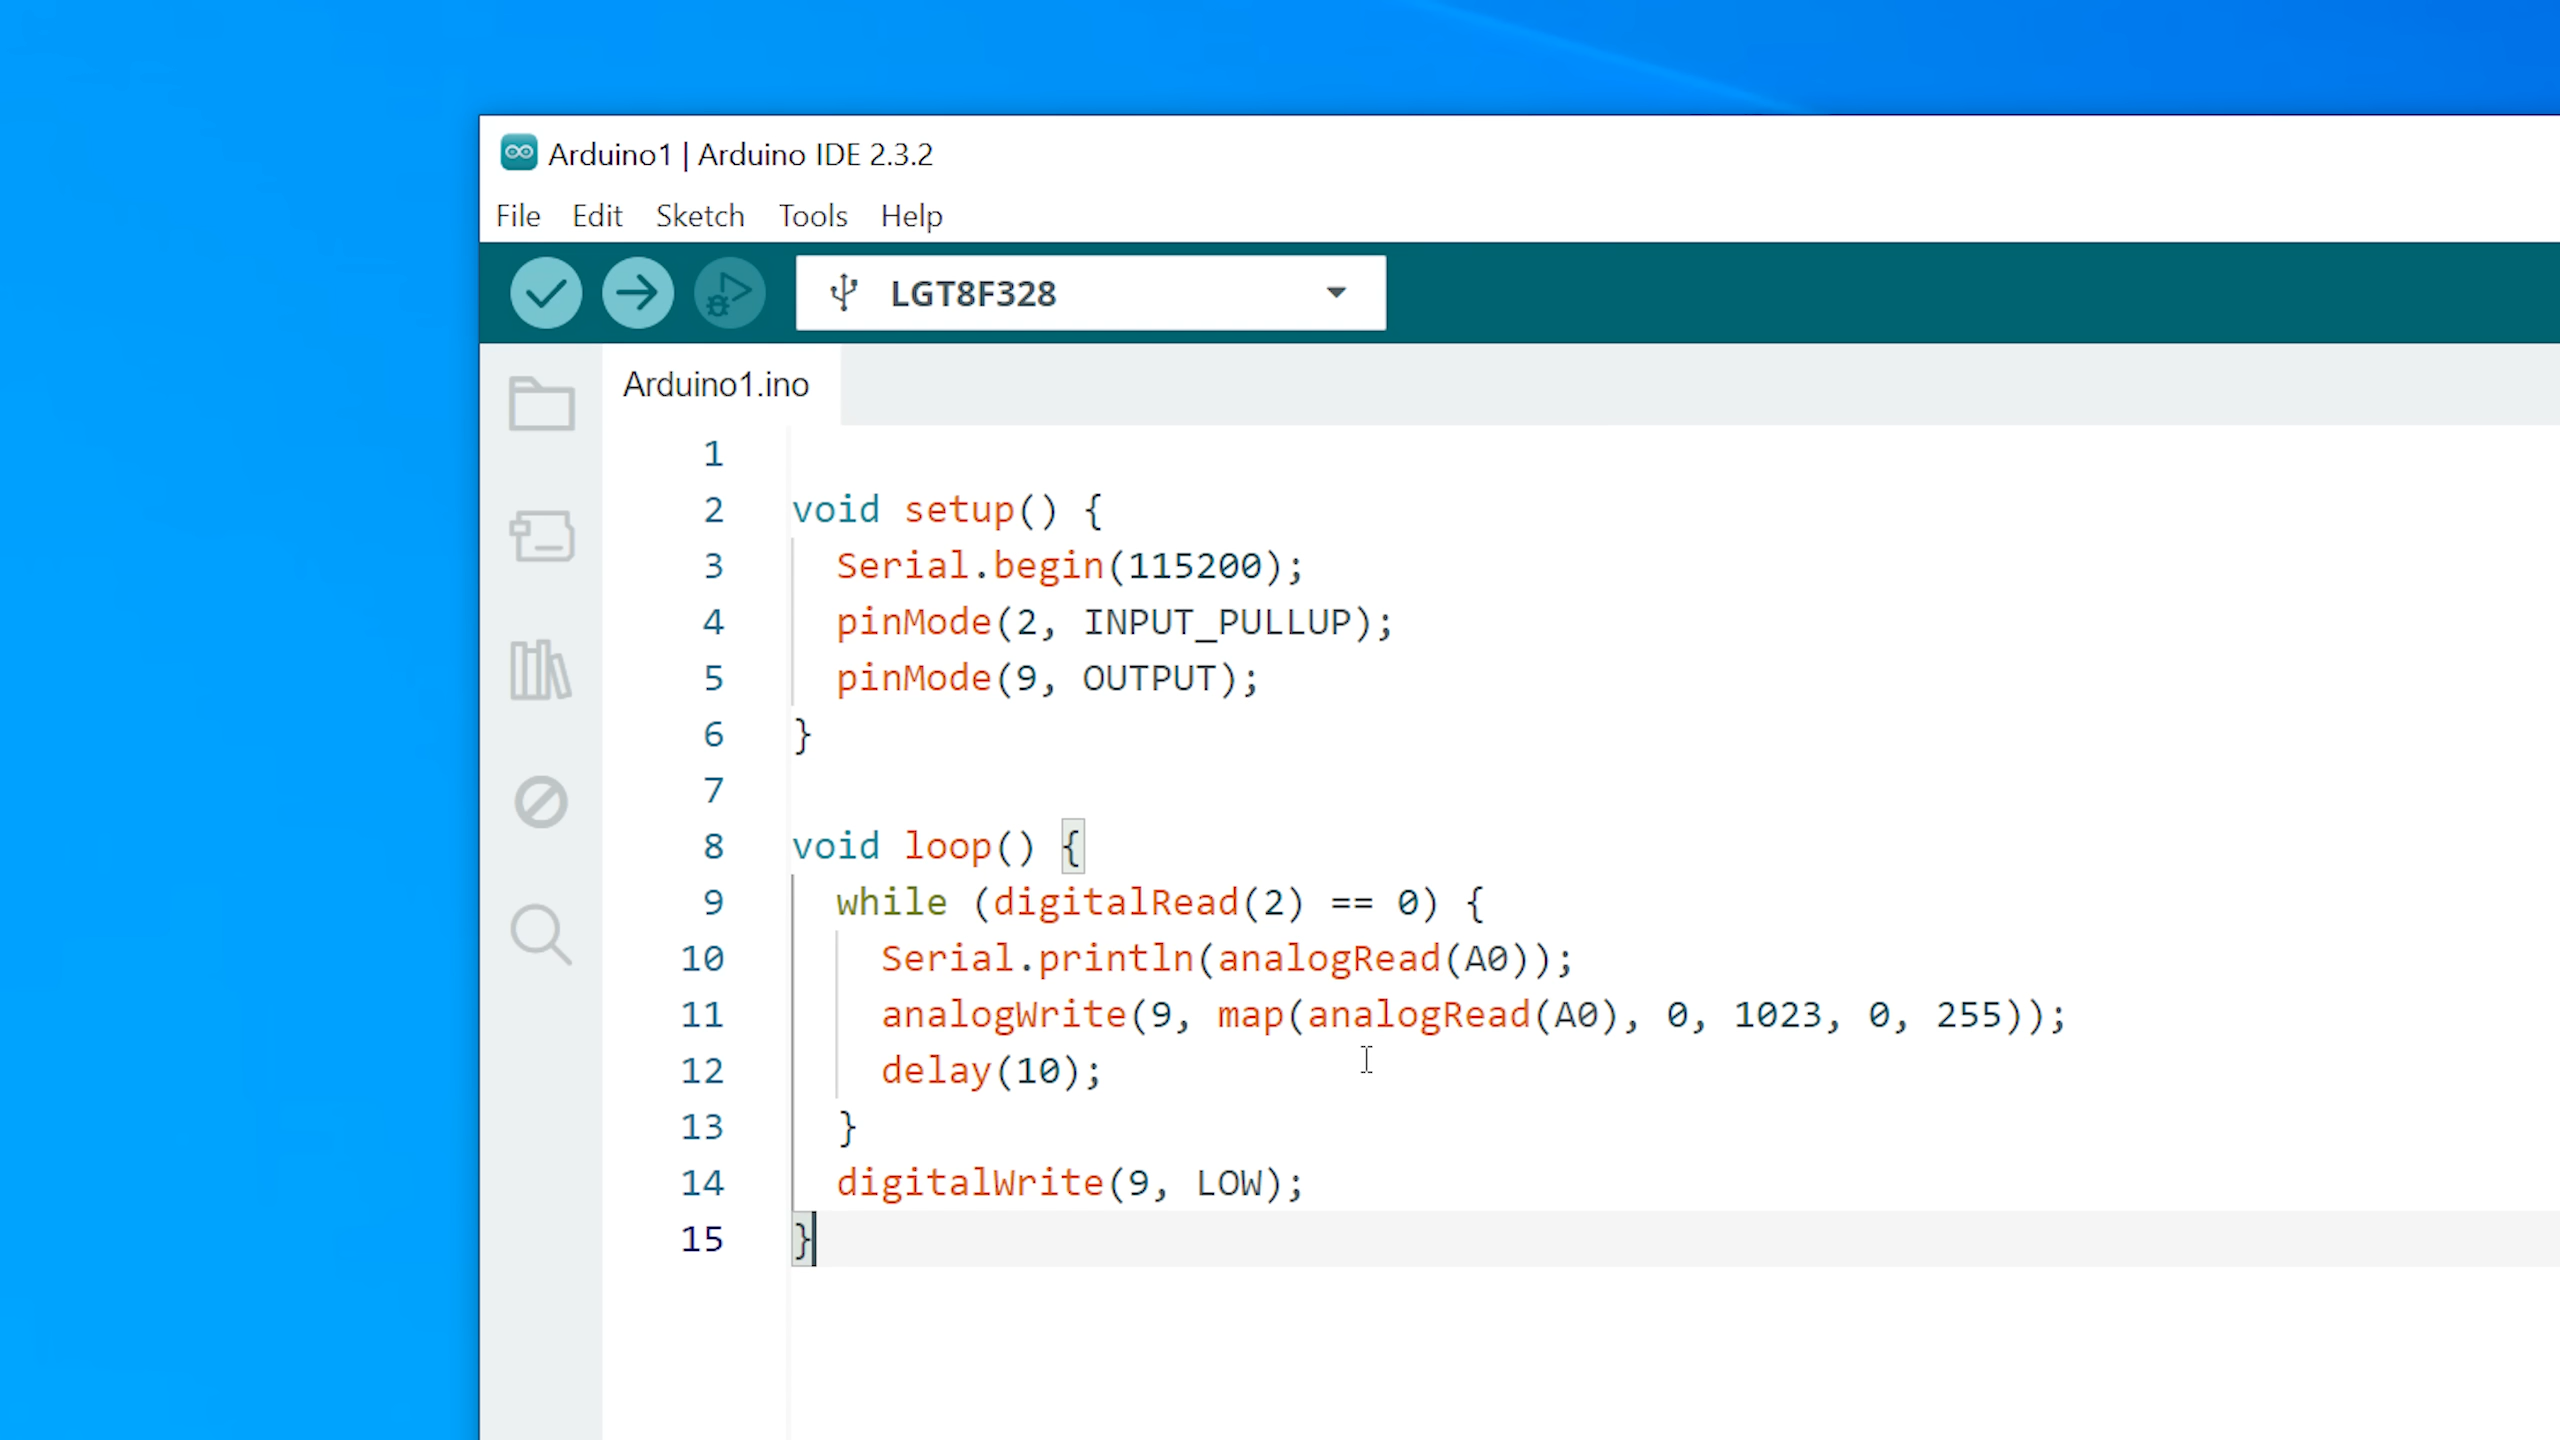 Arduino1 | Arduino IDE 2.3.2
File Edit Sketch Tools Help
LGT8F328
Arduino1.ino
1
2 void setup() {
3 Serial.begin(115200);
4 pinMode(2, INPUT_PULLUP);
5 pinMode(9, OUTPUT);
6 }
7
8 void loop() {
9 while (digitalRead(2) == 0) {
10 Serial.println(analogRead(A0));
11 analogWrite(9, map(analogRead(A0), 0, 1023, 0, 255));
12 delay(10);
13 }
14 digitalWrite(9, LOW);
15 }